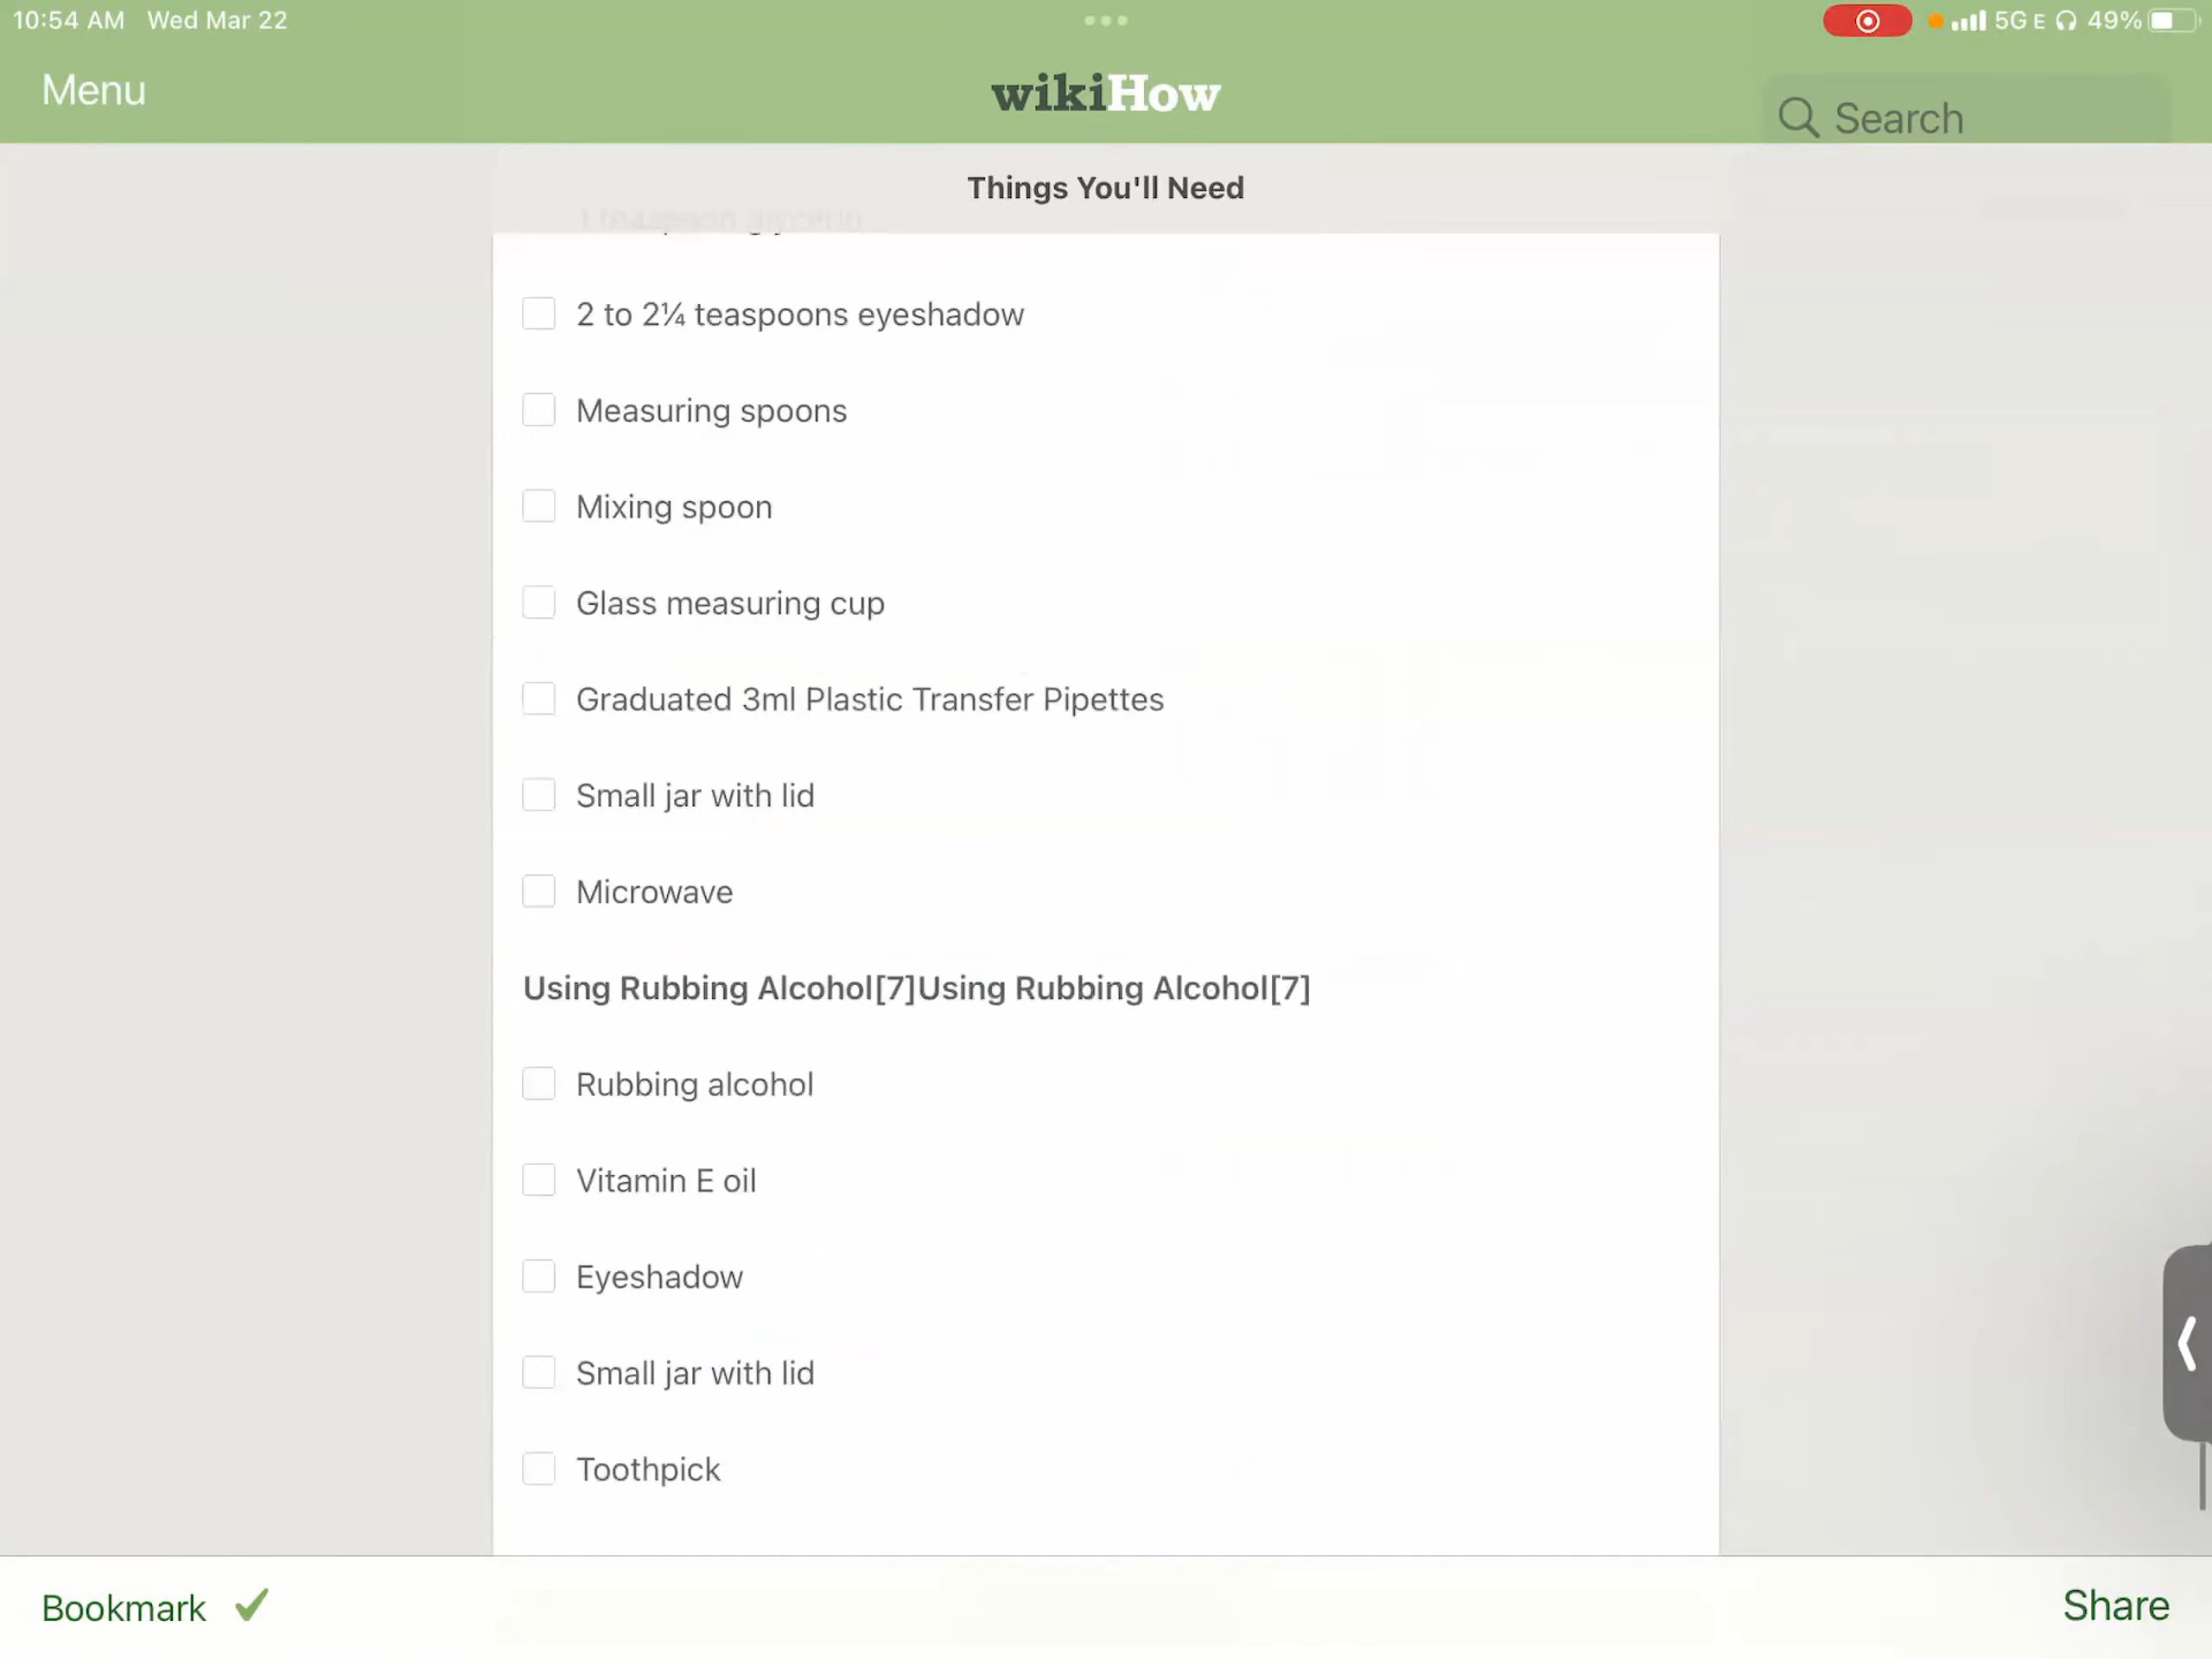 10:54 AM Wed Mar 22
5G E 49%
Menu
wikiHow
Search
Things You'll Need
1 teaspoon glycerin
2 to 2¼ teaspoons eyeshadow
Measuring spoons
Mixing spoon
Glass measuring cup
Graduated 3ml Plastic Transfer Pipettes
Small jar with lid
Microwave
Using Rubbing Alcohol[7]Using Rubbing Alcohol[7]
Rubbing alcohol
Vitamin E oil
Eyeshadow
Small jar with lid
Toothpick
Bookmark
Share